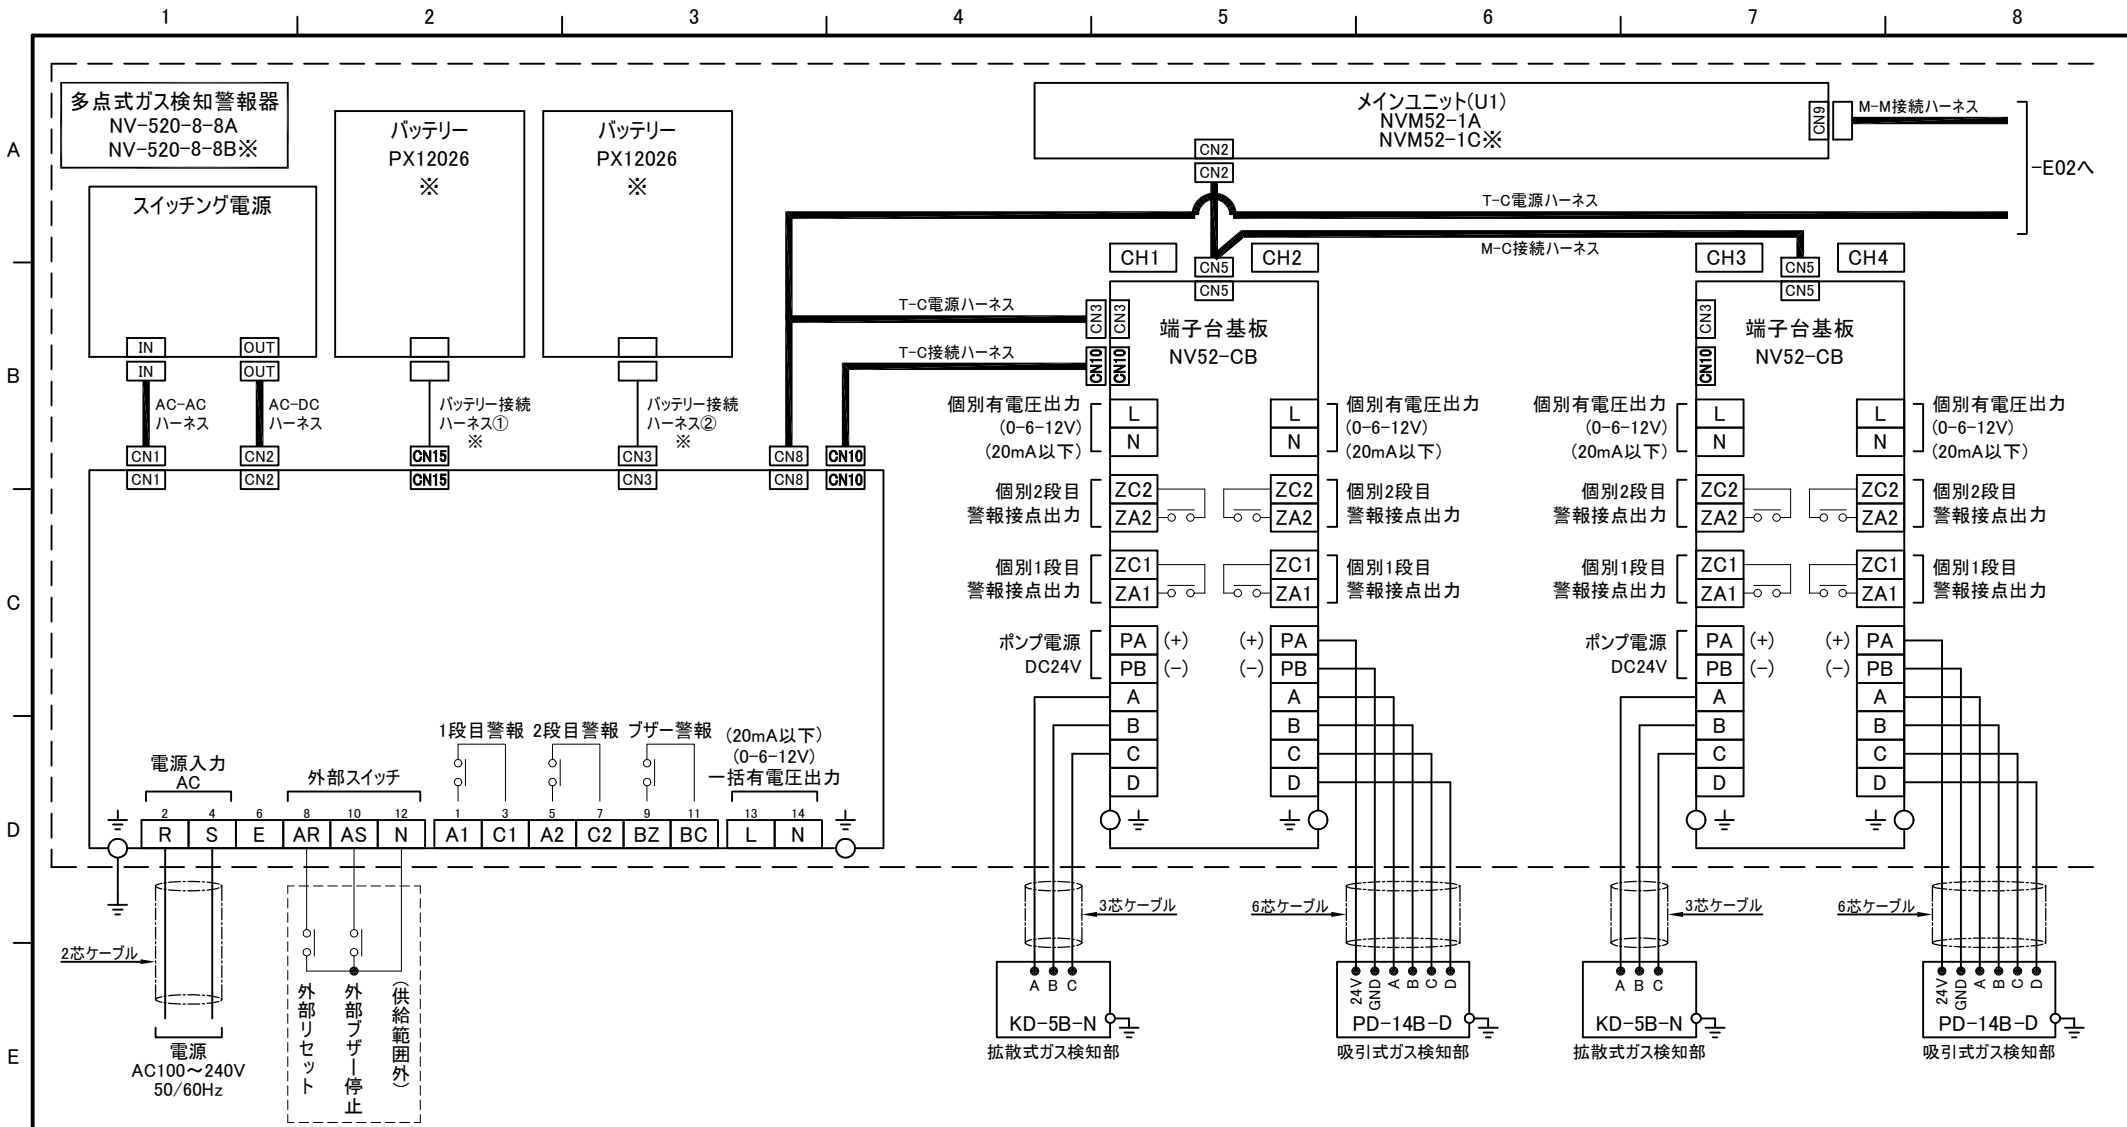 1 2 3 4 5 6 7 8
A
B
C
D
E
多点式ガス検知警報器
NV-520-8-8A
NV-520-8-8B※
スイッチング電源
IN
OUT
IN
OUT
AC-AC
ハーネス
AC-DC
ハーネス
バッテリー
PX12026
※
バッテリー
PX12026
※
バッテリー接続
ハーネス①
※
バッテリー接続
ハーネス②
※
メインユニット(U1)
NVM52-1A
NVM52-1C※
CN9
M-M接続ハーネス
CN2
CN2
-E02へ
T-C電源ハーネス
M-C接続ハーネス
T-C電源ハーネス
T-C接続ハーネス
CN1
CN2
CN15
CN3
CN8
CN10
CN1
CN2
CN15
CN3
CN8
CN10
1段目警報
2段目警報
ブザー警報
(20mA以下)
(0-6-12V)
一括有電圧出力
電源入力
AC
外部スイッチ
2 4 6 8 10 12 1 3 5 7 9 11 13 14
R S E AR AS N A1 C1 A2 C2 BZ BC L N
2芯ケーブル
電源
AC100～240V
50/60Hz
外部リセット
外部ブザー停止
(供給範囲外)
CH1
CN5
CH2
CN5
CN3
CN3
CN10
CN10
端子台基板
NV52-CB
個別有電圧出力
(0-6-12V)
(20mA以下)
L
N
L
N
個別有電圧出力
(0-6-12V)
(20mA以下)
個別2段目
警報接点出力
ZC2
ZA2
ZC2
ZA2
個別2段目
警報接点出力
個別1段目
警報接点出力
ZC1
ZA1
ZC1
ZA1
個別1段目
警報接点出力
ポンプ電源
DC24V
PA (+)
PB (-)
A
B
C
D
(+) PA
(-) PB
A
B
C
D
3芯ケーブル
6芯ケーブル
A B C
KD-5B-N
拡散式ガス検知部
24V GND A B C D
PD-14B-D
吸引式ガス検知部
CH3
CN5
CH4
CN5
CN3
CN10
端子台基板
NV52-CB
個別有電圧出力
(0-6-12V)
(20mA以下)
L
N
L
N
個別有電圧出力
(0-6-12V)
(20mA以下)
個別2段目
警報接点出力
ZC2
ZA2
ZC2
ZA2
個別2段目
警報接点出力
個別1段目
警報接点出力
ZC1
ZA1
ZC1
ZA1
個別1段目
警報接点出力
ポンプ電源
DC24V
PA (+)
PB (-)
A
B
C
D
(+) PA
(-) PB
A
B
C
D
3芯ケーブル
6芯ケーブル
A B C
KD-5B-N
拡散式ガス検知部
24V GND A B C D
PD-14B-D
吸引式ガス検知部